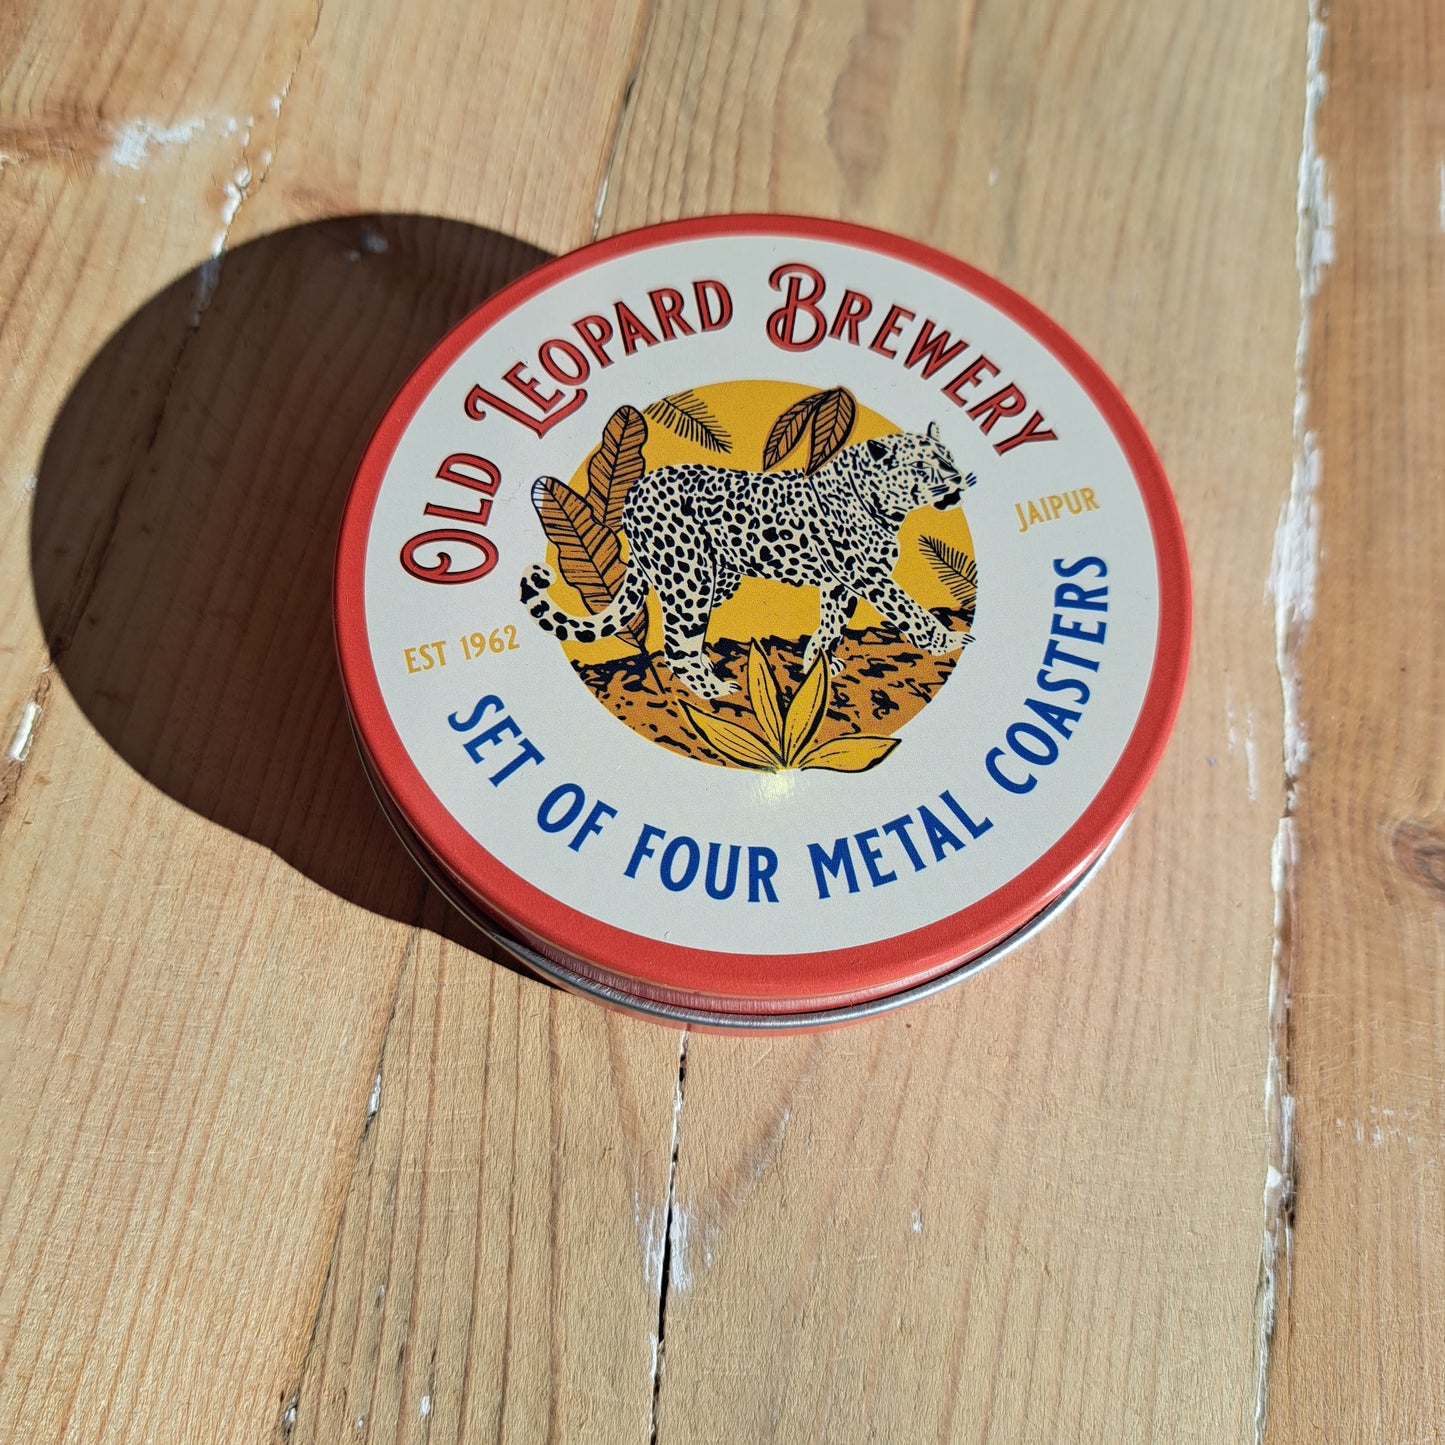 OLD LEOPARD BREWERY
EST 1962
JAIPUR
SET OF FOUR METAL COASTERS